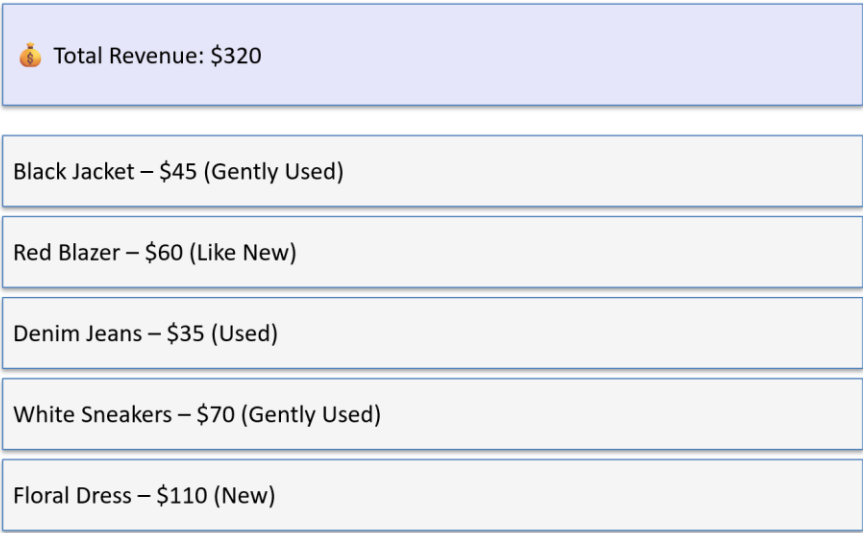 💰 Total Revenue: $320
Black Jacket – $45 (Gently Used)
Red Blazer – $60 (Like New)
Denim Jeans – $35 (Used)
White Sneakers – $70 (Gently Used)
Floral Dress – $110 (New)